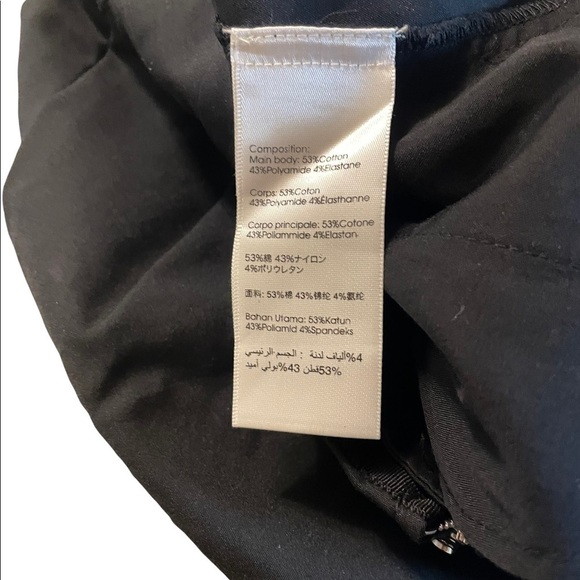 Composition:
Main body: 53%Cotton
43%Polyamide 4%Elastane
Corps: 53%Coton
43%Polyamide 4%Élasthanne
Corpo principale: 53%Cotone
43%Poliammide 4%Elastan
53%綿 43%ナイロン
4%ポリウレタン
面料: 53%棉 43%锦纶 4%氨纶
Bahan Utama: 53%Katun
43%Poliamid 4%Spandeks
الجسم الرئيسي : ألياف لدنة 4%
53%قطن 43%بولي أميد